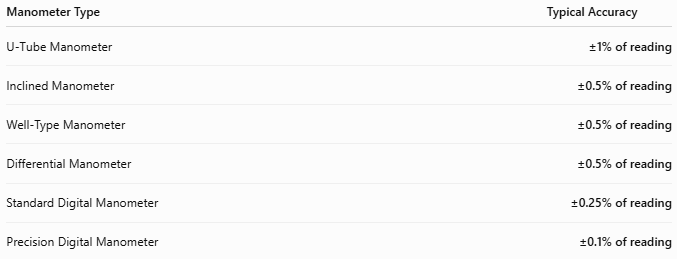 Manometer Type Typical Accuracy
U-Tube Manometer ±1% of reading
Inclined Manometer ±0.5% of reading
Well-Type Manometer ±0.5% of reading
Differential Manometer ±0.5% of reading
Standard Digital Manometer ±0.25% of reading
Precision Digital Manometer ±0.1% of reading